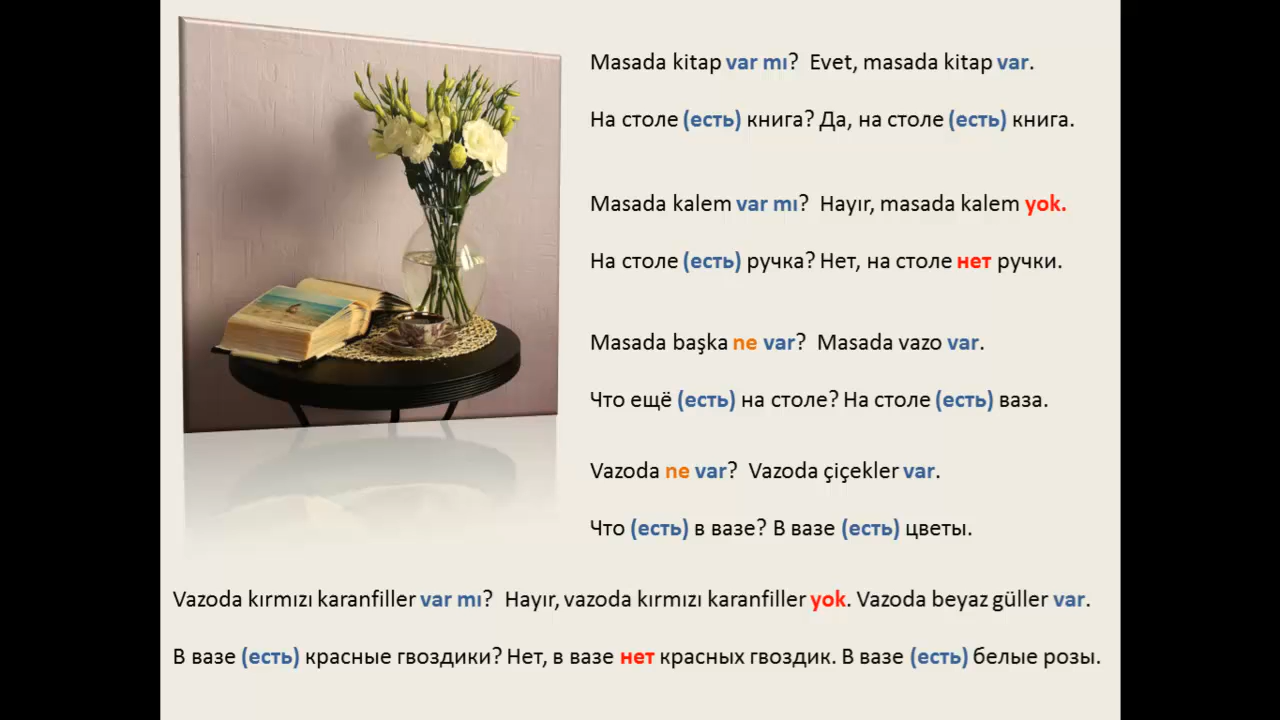 Masada kitap var mı? Evet, masada kitap var.
На столе (есть) книга? Да, на столе (есть) книга.
Masada kalem var mı? Hayır, masada kalem yok.
На столе (есть) ручка? Нет, на столе нет ручки.
Masada başka ne var? Masada vazo var.
Что ещё (есть) на столе? На столе (есть) ваза.
Vazoda ne var? Vazoda çiçekler var.
Что (есть) в вазе? В вазе (есть) цветы.
Vazoda kırmızı karanfiller var mı? Hayır, vazoda kırmızı karanfiller yok. Vazoda beyaz güller var.
В вазе (есть) красные гвоздики? Нет, в вазе нет красных гвоздик. В вазе (есть) белые розы.